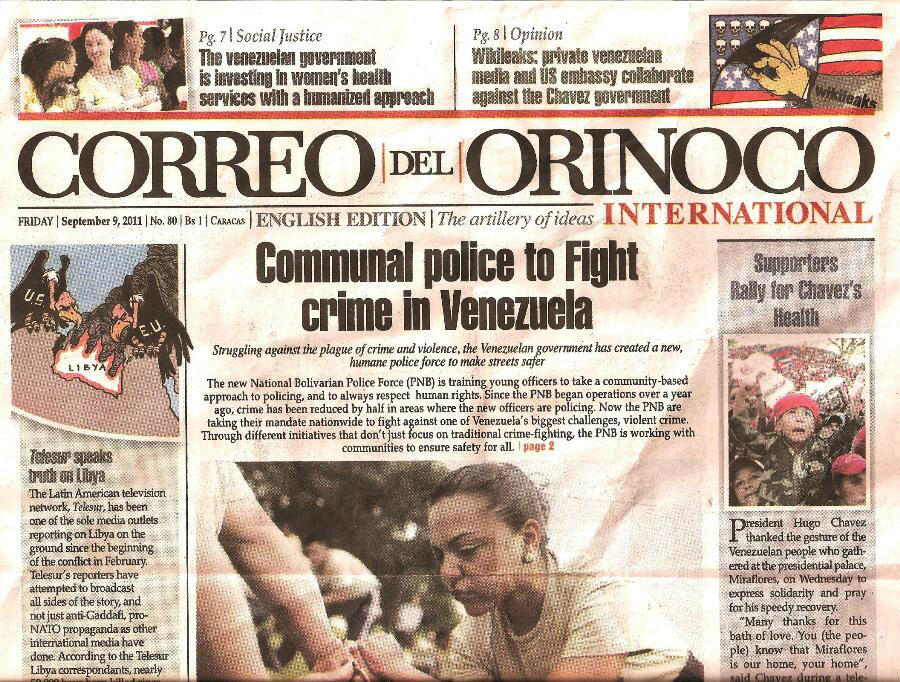 Pg. 7 | Social Justice
The venezuelan government
is investing in women's health
services with a humanized approach
Pg. 8 | Opinion
Wikileaks: private venezuelan
media and US embassy collaborate
against the Chavez government
wikileaks
CORREO DEL ORINOCO
FRIDAY | September 9, 2011 | No. 80 | Bs 1 | CARACAS | ENGLISH EDITION | The artillery of ideas INTERNATIONAL
U.S.
E.U.
LIBYA
Telesur speaks
truth on Libya
The Latin American television
network, Telesur, has been
one of the sole media outlets
reporting on Libya on the
ground since the beginning
of the conflict in February.
Telesur's reporters have
attempted to broadcast
all sides of the story, and
not just anti-Gaddafi, pro-
NATO propaganda as other
international media have
done. According to the Telesur
Libya correspondants, nearly
Communal police to Fight
crime in Venezuela
Struggling against the plague of crime and violence, the Venezuelan government has created a new,
humane police force to make streets safer
The new National Bolivarian Police Force (PNB) is training young officers to take a community-based
approach to policing, and to always respect human rights. Since the PNB began operations over a year
ago, crime has been reduced by half in areas where the new officers are policing. Now the PNB are
taking their mandate nationwide to fight against one of Venezuela's biggest challenges, violent crime.
Through different initiatives that don't just focus on traditional crime-fighting, the PNB is working with
communities to ensure safety for all. | page 2
Supporters
Rally for Chavez's
Health
President Hugo Chavez
thanked the gesture of the
Venezuelan people who gath-
ered at the presidential palace,
Miraflores, on Wednesday to
express solidarity and pray
for his speedy recovery.
"Many thanks for this
bath of love. You (the peo-
ple) know that Miraflores
is our home, your home",
said Chavez during a tele-